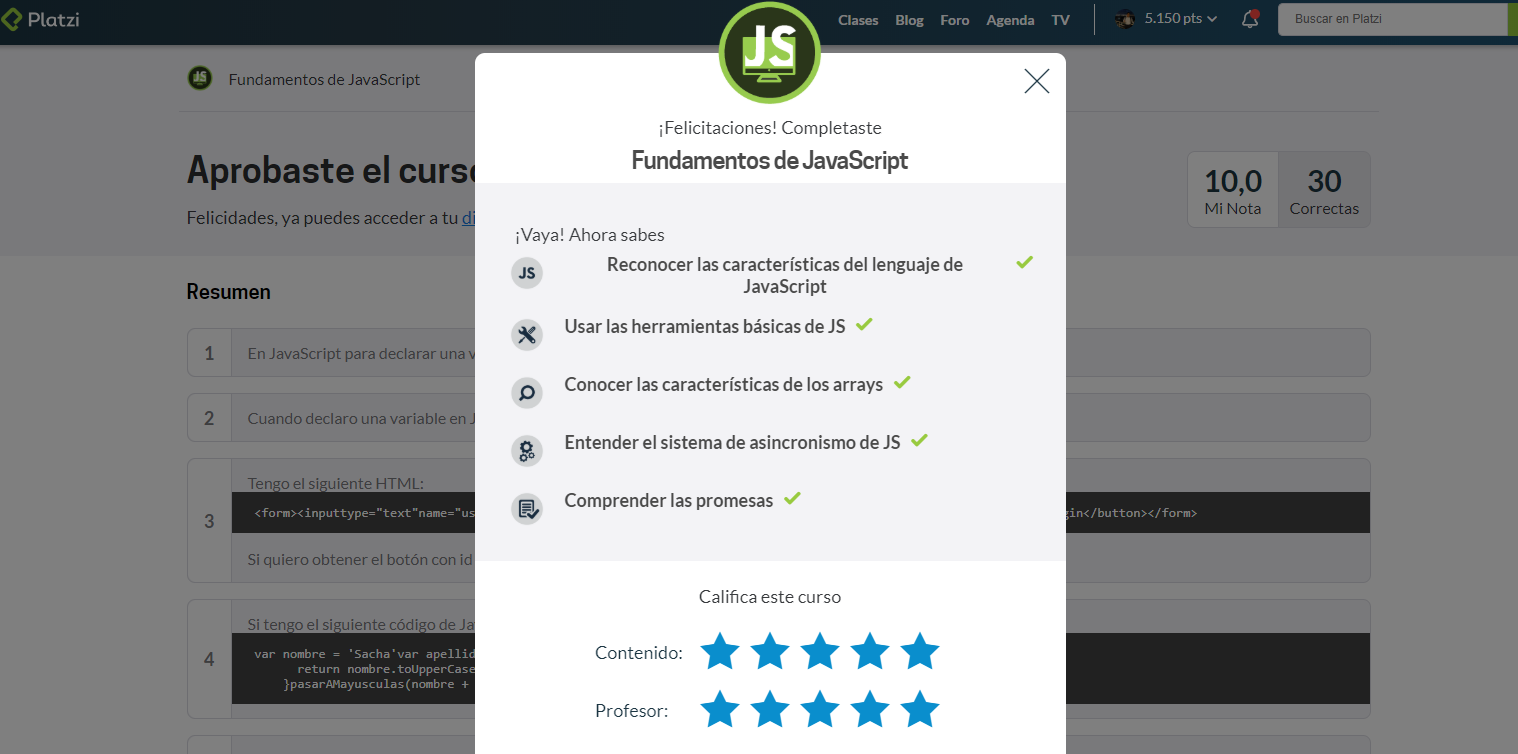 Platzi
Clases Blog Foro Agenda TV 5.150 pts Buscar en Platzi
JS
Fundamentos de JavaScript
¡Felicitaciones! Completaste
Fundamentos de JavaScript
Aprobaste el curs
Felicidades, ya puedes acceder a tu di
10,0 30
Mi Nota Correctas
¡Vaya! Ahora sabes
JS Reconocer las características del lenguaje de
JavaScript
Usar las herramientas básicas de JS
Conocer las características de los arrays
Entender el sistema de asincronismo de JS
Comprender las promesas
Califica este curso
Contenido:
Profesor:
Resumen
1 En JavaScript para declarar una v
2 Cuando declaro una variable en J
3 Tengo el siguiente HTML:
<form><inputtype="text"name="us gin</button></form>
Si quiero obtener el botón con id
4 Si tengo el siguiente código de Ja
var nombre = 'Sacha'var apellid
return nombre.toUpperCase
}pasarAMayusculas(nombre +